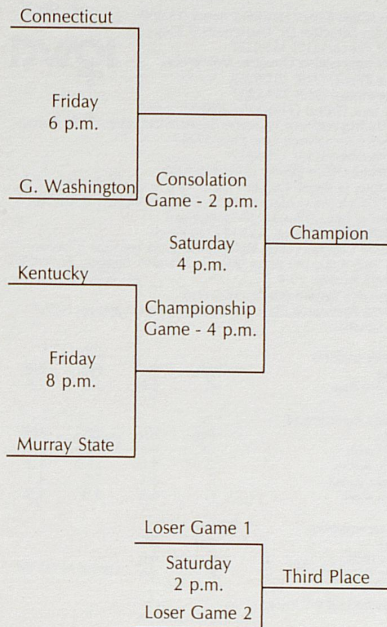 Connecticut
Friday
6 p.m.
G. Washington
Consolation
Game - 2 p.m.
Saturday
4 p.m.
Championship
Game - 4 p.m.
Champion
Kentucky
Friday
8 p.m.
Murray State
Loser Game 1
Saturday
2 p.m.
Loser Game 2
Third Place